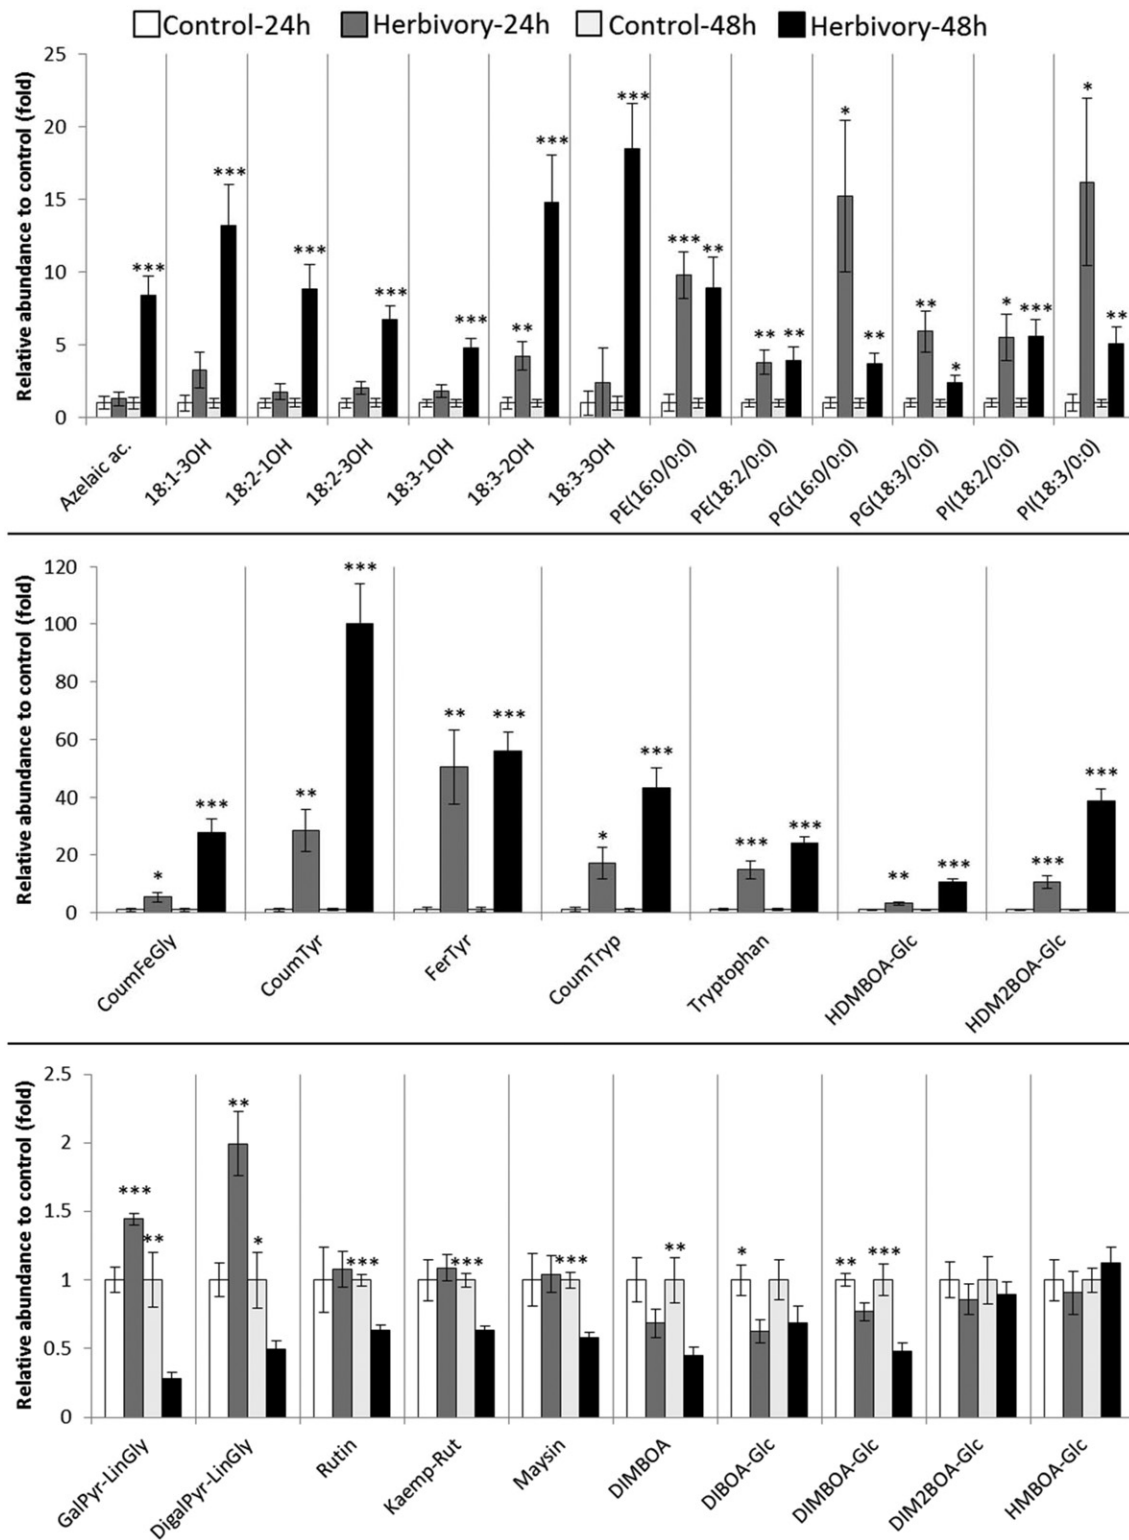 Control-24h Herbivory-24h Control-48h Herbivory-48h
Relative abundance to control (fold)
25
20
15
10
5
0
*** *** *** *** *** ** *** *** *** ** ** ** * ** ** * * *** * **
Azelaic ac. 18:1-3OH 18:2-1OH 18:2-3OH 18:3-1OH 18:3-2OH 18:3-3OH PE(16:0/0:0) PE(18:2/0:0) PG(16:0/0:0) PG(18:3/0:0) PI(18:2/0:0) PI(18:3/0:0)
Relative abundance to control (fold)
120
100
80
60
40
20
0
* *** ** *** ** *** * *** *** *** ** *** *** ***
CoumFeGly CoumTyr FerTyr CoumTryp Tryptophan HDMBOA-Glc HDM2BOA-Glc
Relative abundance to control (fold)
2.5
2
1.5
1
0.5
0
*** ** ** * *** *** *** ** * ** ***
GalPyr-LinGly DigalPyr-LinGly Rutin Kaemp-Rut Maysin DIMBOA DIBOA-Glc DIMBOA-Glc DIM2BOA-Glc HMBOA-Glc